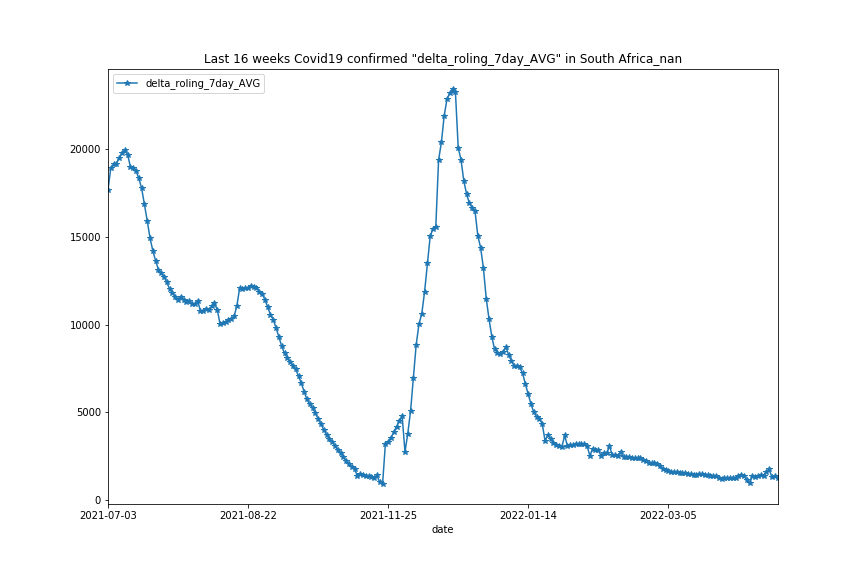 Last 16 weeks Covid19 confirmed "delta_roling_7day_AVG" in South Africa_nan
delta_roling_7day_AVG
20000
15000
10000
5000
0
2021-07-03 2021-08-22 2021-11-25 2022-01-14 2022-03-05
date